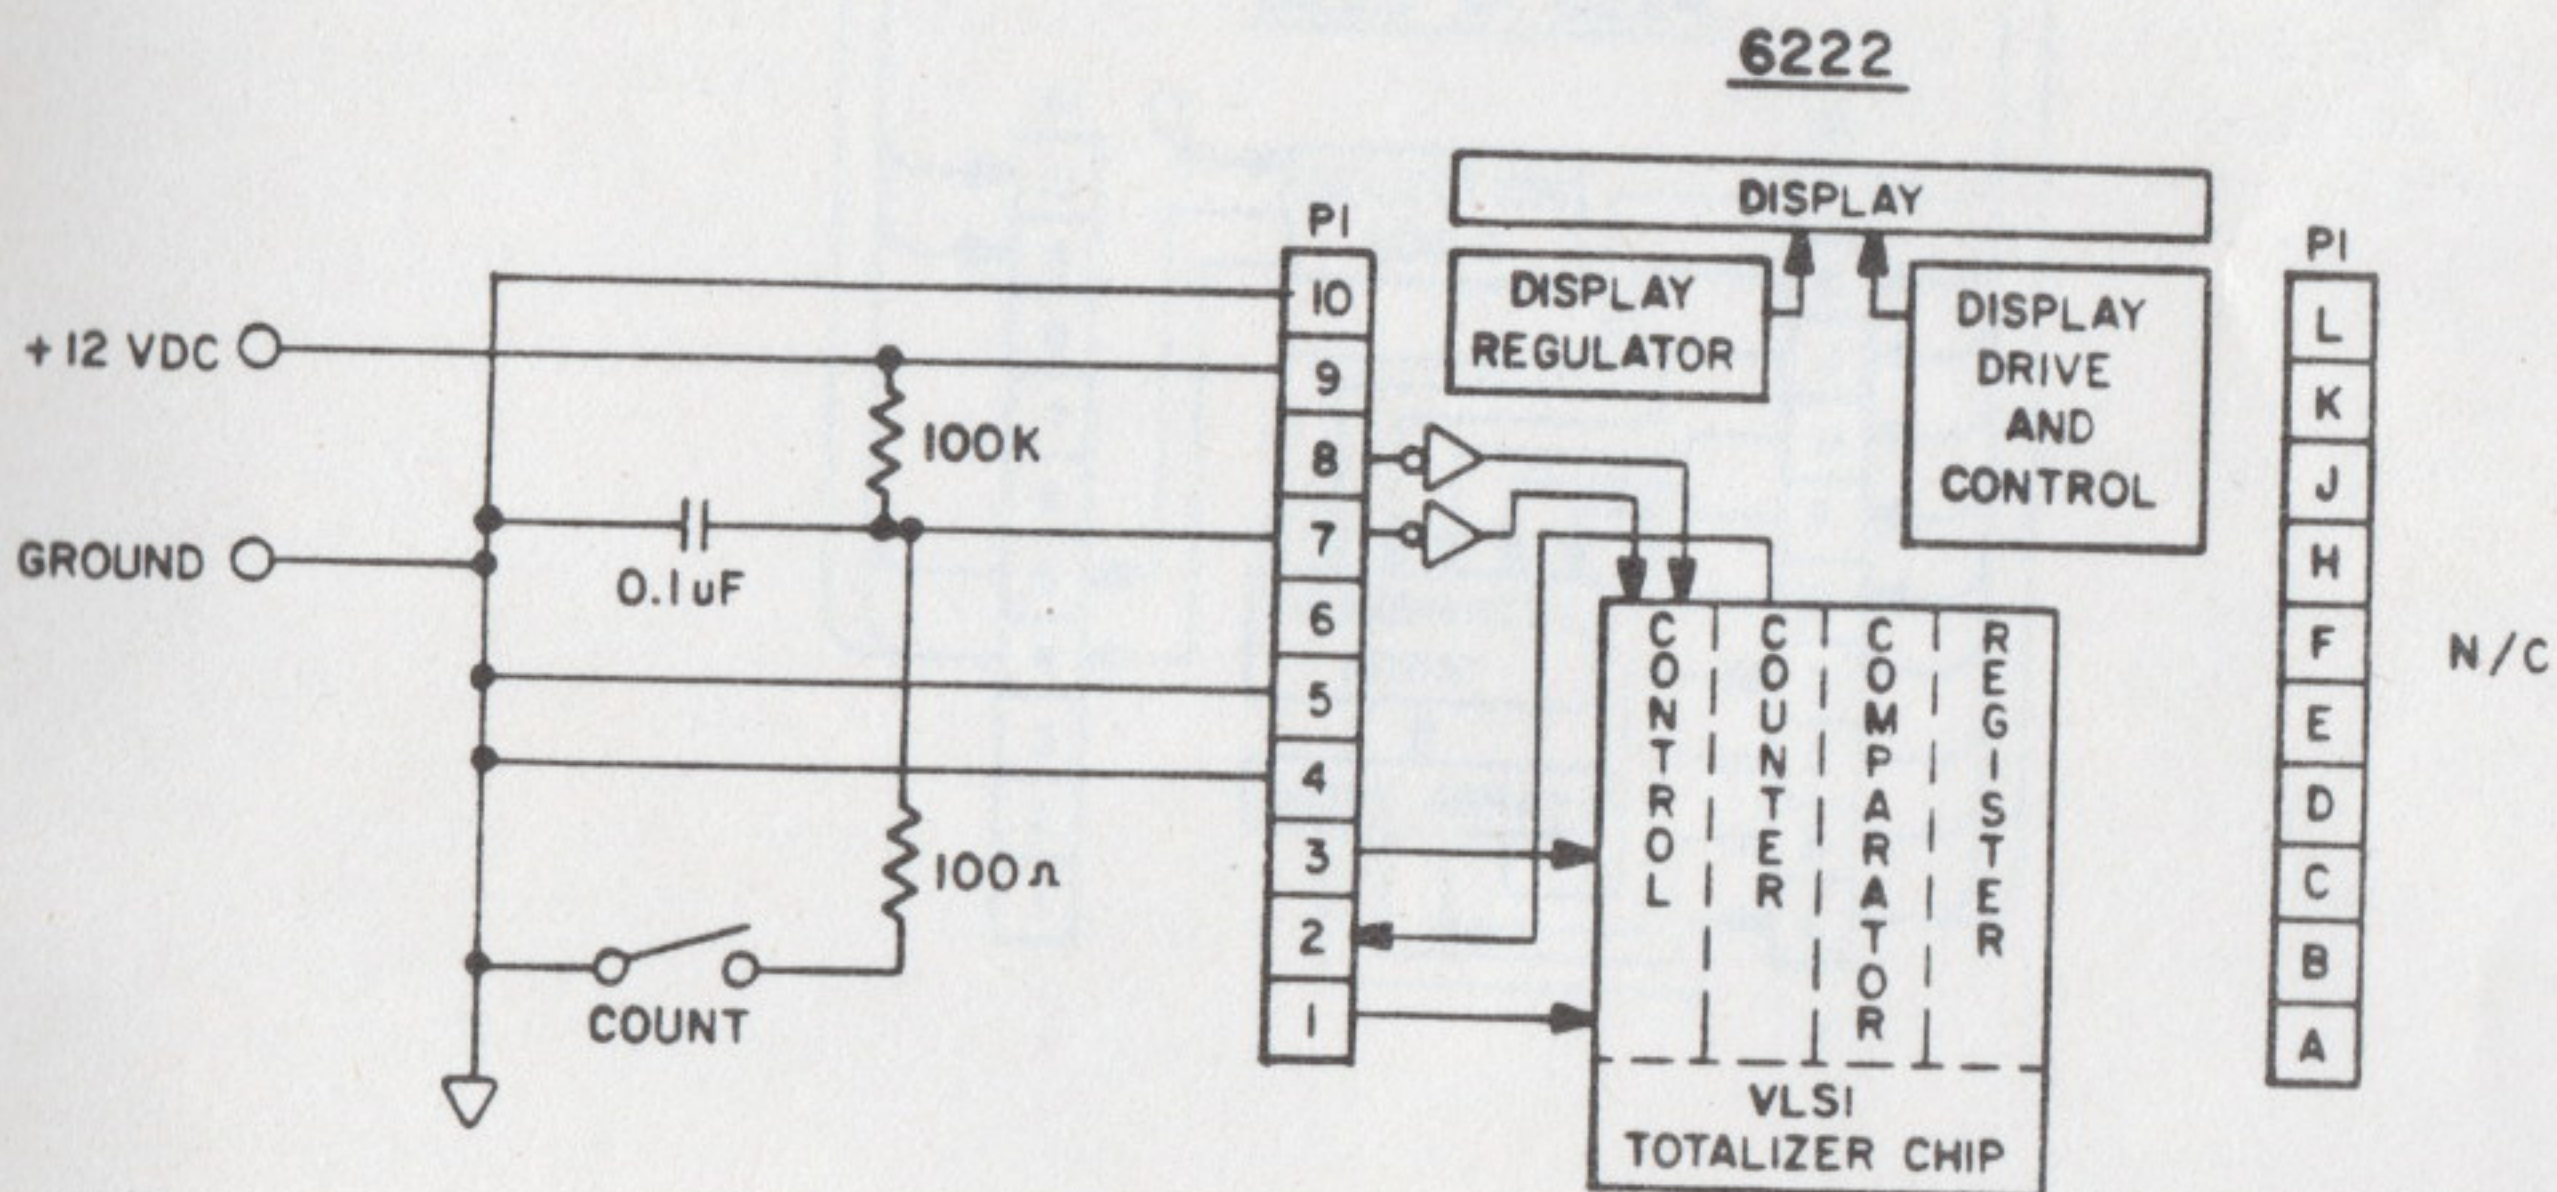 6222
DISPLAY
P1
P1
DISPLAY
REGULATOR
DISPLAY
DRIVE
AND
CONTROL
+12 VDC
GROUND
100K
0.1uF
100Ω
COUNT
10
9
8
7
6
5
4
3
2
1
CONTROL
COUNTER
COMPARATOR
REGISTER
VLSI
TOTALIZER CHIP
L
K
J
H
F
E
D
C
B
A
N/C